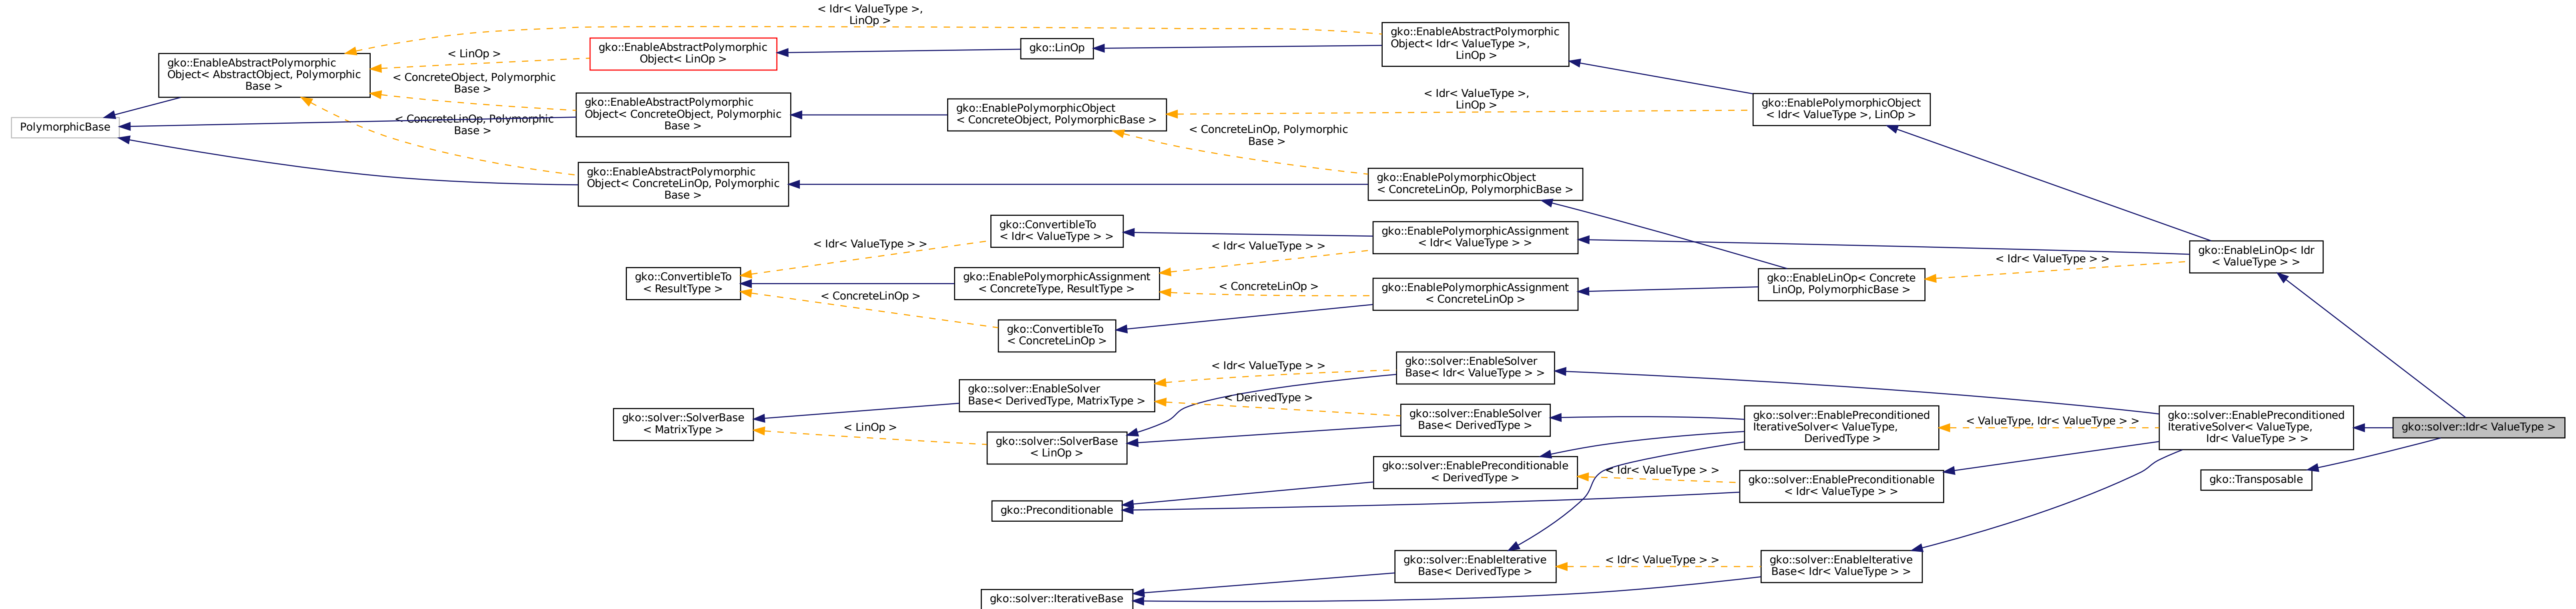 < Idr< ValueType >,
LinOp >
gko::EnableAbstractPolymorphic
Object< Idr< ValueType >,
LinOp >
gko::EnableAbstractPolymorphic
Object< LinOp >
gko::LinOp
< LinOp >
gko::EnableAbstractPolymorphic
Object< AbstractObject, Polymorphic
Base >
< ConcreteObject, Polymorphic
Base >
gko::EnableAbstractPolymorphic
Object< ConcreteObject, Polymorphic
Base >
gko::EnablePolymorphicObject
< ConcreteObject, PolymorphicBase >
< Idr< ValueType >,
LinOp >
gko::EnablePolymorphicObject
< Idr< ValueType >, LinOp >
PolymorphicBase
< ConcreteLinOp, Polymorphic
Base >
< ConcreteLinOp, Polymorphic
Base >
gko::EnableAbstractPolymorphic
Object< ConcreteLinOp, Polymorphic
Base >
gko::EnablePolymorphicObject
< ConcreteLinOp, PolymorphicBase >
gko::ConvertibleTo
< Idr< ValueType > >
gko::EnablePolymorphicAssignment
< Idr< ValueType > >
< Idr< ValueType > >
< Idr< ValueType > >
gko::EnableLinOp< Idr
< ValueType > >
< Idr< ValueType > >
gko::ConvertibleTo
< ResultType >
gko::EnablePolymorphicAssignment
< ConcreteType, ResultType >
gko::EnableLinOp< Concrete
LinOp, PolymorphicBase >
< ConcreteLinOp >
< ConcreteLinOp >
gko::EnablePolymorphicAssignment
< ConcreteLinOp >
gko::ConvertibleTo
< ConcreteLinOp >
gko::solver::EnableSolver
Base< Idr< ValueType > >
< Idr< ValueType > >
gko::solver::EnableSolver
Base< DerivedType, MatrixType >
< DerivedType >
gko::solver::SolverBase
< MatrixType >
< LinOp >
gko::solver::SolverBase
< LinOp >
gko::solver::EnableSolver
Base< DerivedType >
gko::solver::EnablePreconditioned
IterativeSolver< ValueType,
DerivedType >
< ValueType, Idr< ValueType > >
gko::solver::EnablePreconditioned
IterativeSolver< ValueType,
Idr< ValueType > >
gko::solver::Idr< ValueType >
gko::solver::EnablePreconditionable
< DerivedType >
< Idr< ValueType > >
gko::solver::EnablePreconditionable
< Idr< ValueType > >
gko::Transposable
gko::Preconditionable
gko::solver::EnableIterative
Base< DerivedType >
< Idr< ValueType > >
gko::solver::EnableIterative
Base< Idr< ValueType > >
gko::solver::IterativeBase